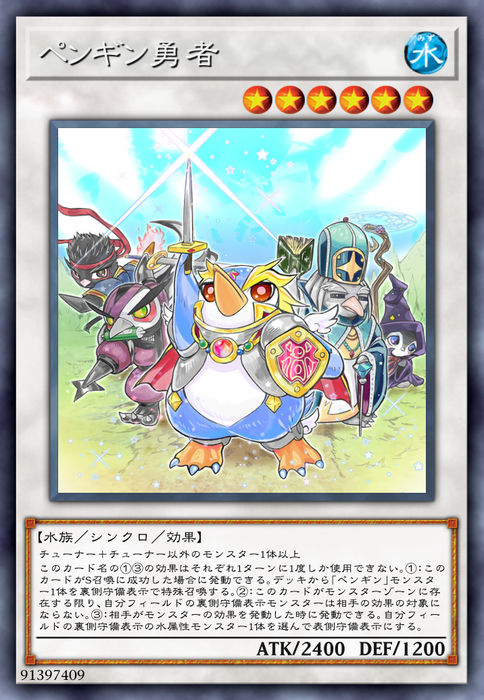 ペンギン勇者
みず
水
【水族／シンクロ／効果】
チューナー＋チューナー以外のモンスター1体以上
このカード名の①③の効果はそれぞれ1ターンに1度しか使用できない。①：こ
のカードがS召喚に成功した場合に発動できる。デッキから「ペンギン」モンスタ
ー1体を裏側守備表示で特殊召喚する。②：このカードがモンスターゾーンに存
在する限り、自分フィールドの裏側守備表示モンスターは相手の効果の対象に
ならない。③：相手がモンスターの効果を発動した時に発動できる。自分フィー
ルドの裏側守備表示の水属性モンスター1体を選んで表側守備表示にする。
ATK/2400 DEF/1200
91397409